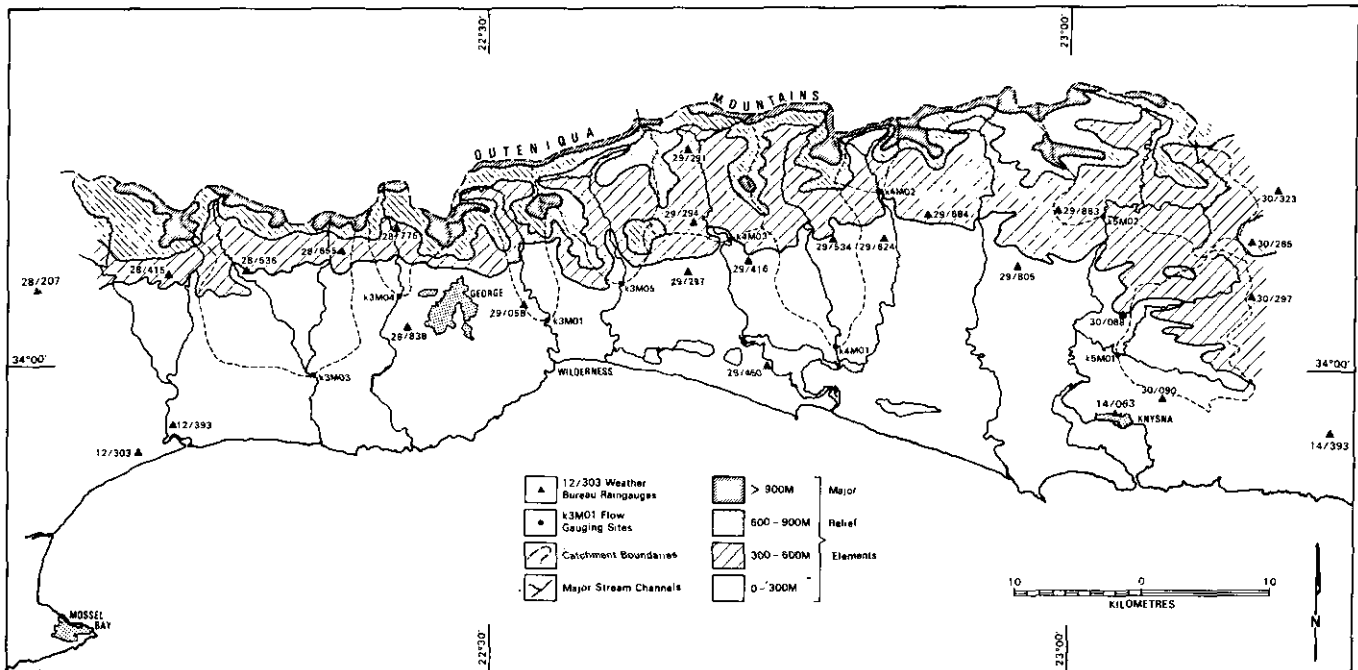 22°30'
23°00'
OUTENIQUA
MOUNTAINS
29/291
k4M02
30/323
29/294
29/684
29/883
k5M02
28/775
k4M03
29/534
29/624
30/285
28/655
28/415
28/536
29/416
29/297
29/805
28/207
k3M05
k3M04
GEORGE
30/297
29/058
k3M01
30/088
28/838
k4M01
k5M01
34°00'
34°00'
WILDERNESS
29/460
k3M03
30/090
14/063
KNYSNA
12/393
14/393
12/303
12/303 Weather
Bureau Raingauges
k3M01 Flow
Gauging Sites
Catchment Boundaries
Major Stream Channels
> 900M
600 - 900M
300 - 600M
0 - 300M
Major
Relief
Elements
10 0 10
KILOMETRES
N
MOSSEL
BAY
22°30'
23°00'